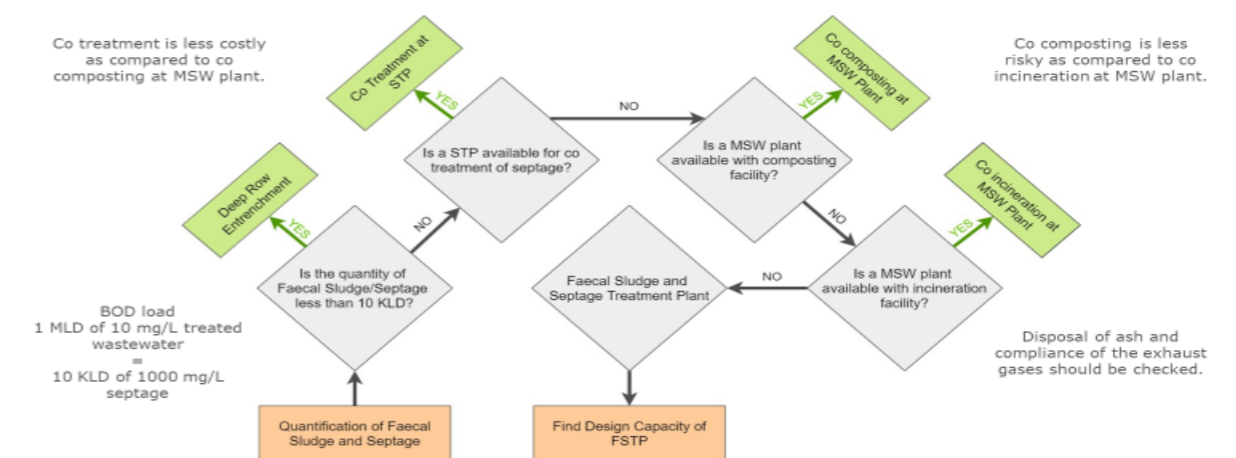 Co treatment is less costly
as compared to co
composting at MSW plant.
Co Treatment at
STP
YES
NO
Co composting at
MSW Plant
YES
Co composting is less
risky as compared to co
incineration at MSW plant.
Is a STP available for co
treatment of septage?
Is a MSW plant
available with composting
facility?
Deep Row
Entrenchment
YES
NO
NO
Co incineration at
MSW Plant
YES
Is the quantity of
Faecal Sludge/Septage
less than 10 KLD?
Faecal Sludge and
Septage Treatment Plant
NO
Is a MSW plant
available with incineration
facility?
BOD load
1 MLD of 10 mg/L treated
wastewater
=
10 KLD of 1000 mg/L
septage
Disposal of ash and
compliance of the exhaust
gases should be checked.
Quantification of Faecal
Sludge and Septage
Find Design Capacity of
FSTP